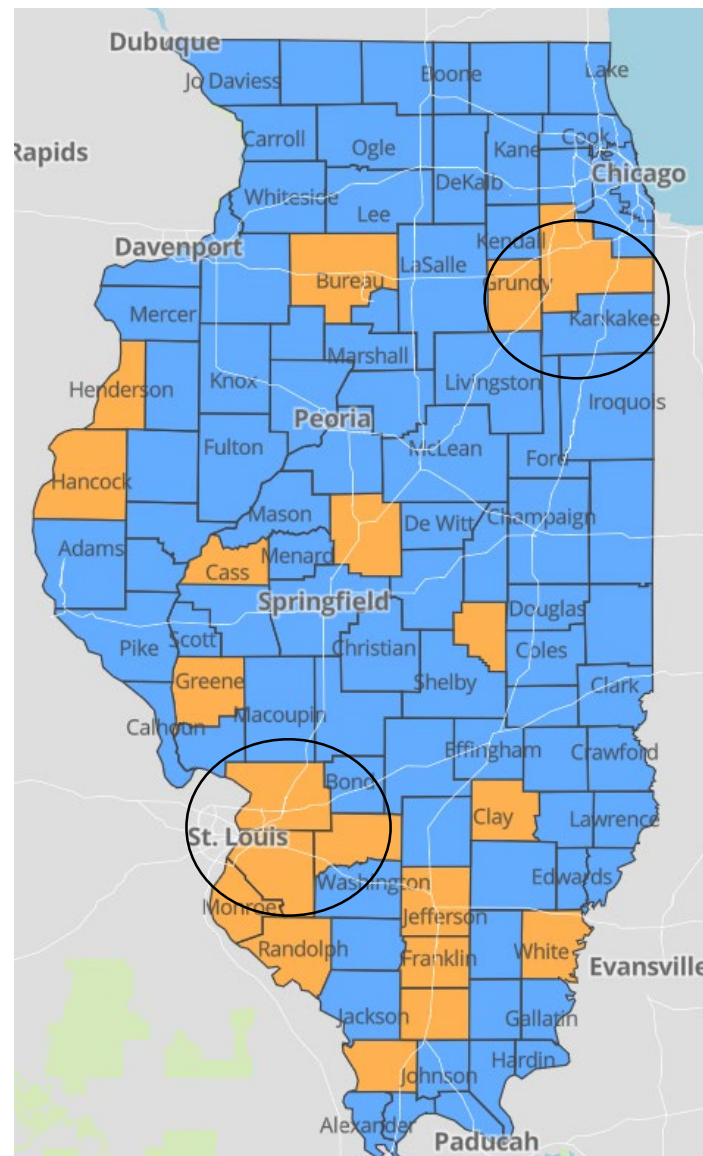 Dubuque
Jo Daviess
Boone
Lake
Carroll
Ogle
Kane
Cook
Rapids
DeKalb
Chicago
Whiteside
Lee
Davenport
Kendall
LaSalle
Bureau
Grundy
Mercer
Kankakee
Marshall
Henderson
Knox
Livingston
Iroquois
Peoria
Fulton
McLean
Ford
Hancock
Mason
De Witt
Champaign
Adams
Menard
Cass
Springfield
Douglas
Pike
Scott
Christian
Coles
Greene
Shelby
Clark
Calhoun
Macoupin
Effingham
Crawford
Bond
Clay
Lawrence
St. Louis
Washington
Edwards
Monroe
Jefferson
Randolph
Franklin
White
Evansville
Jackson
Gallatin
Hardin
Johnson
Alexander
Paducah